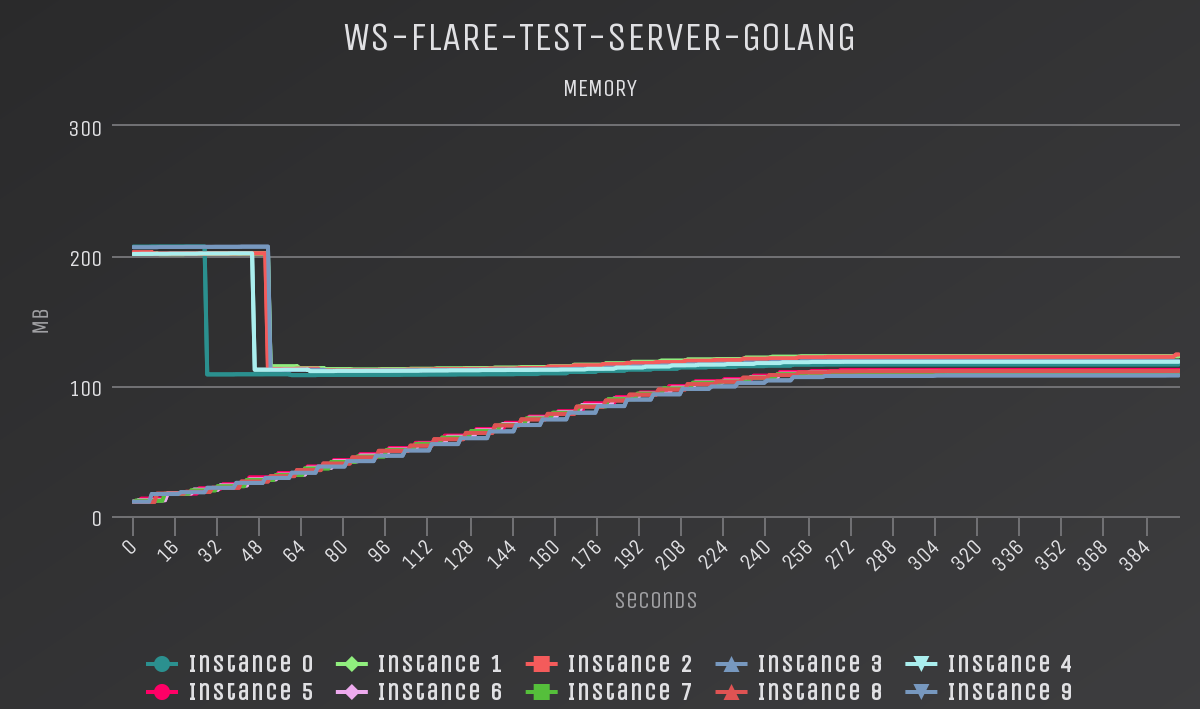 WS-FLARE-TEST-SERVER-GOLANG
MEMORY
300
200
100
0
MB
0 16 32 48 64 80 96 112 128 144 160 176 192 208 224 240 256 272 288 304 320 336 352 368 384
seconds
Instance 0 Instance 1 Instance 2 Instance 3 Instance 4
Instance 5 Instance 6 Instance 7 Instance 8 Instance 9